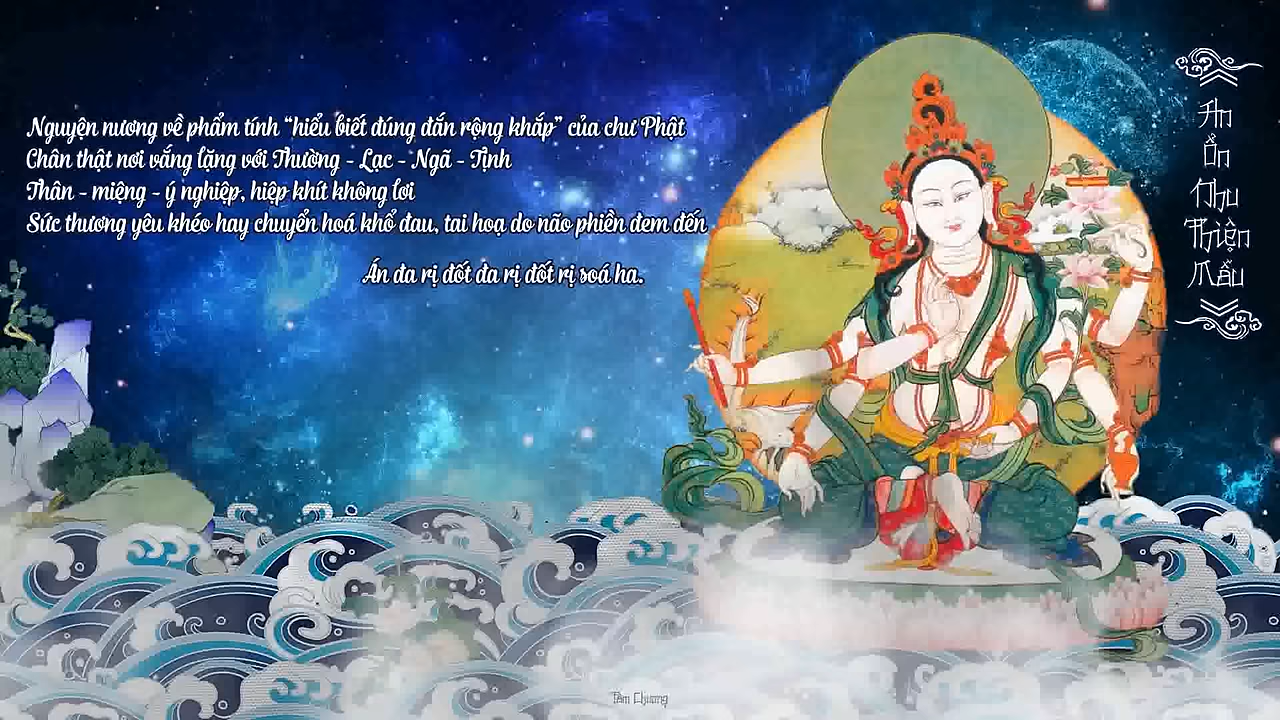 Nguyện nương về phẩm tính “hiểu biết đúng đắn rộng khắp” của chư Phật
Chân thật nơi vắng lặng với Thường - Lạc - Ngã - Tịnh
Thân - miệng - ý nghiệp, hiệp khít không lơi
Sức thương yêu khéo hay chuyển hoá khổ đau, tai hoạ do não phiền đem đến.
Án đa rị đốt đa rị đốt rị soá ha.
An
Ổn
Như
Thiện
Mẫu